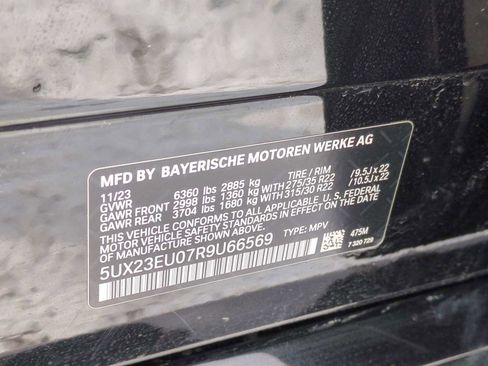 MFD BY BAYERISCHE MOTOREN WERKE AG
11/23 TIRE / RIM
GVWR 6360 lbs 2885 kg
GAWR FRONT 2998 lbs 1360 kg WITH 275/35 R22 /9.5J x 22
GAWR REAR 3704 lbs 1680 kg WITH 315/30 R22 /10.5J x 22
THIS VEHICLE CONFORMS TO ALL APPLICABLE U.S. FEDERAL
MOTOR VEHICLE SAFETY STANDARDS IN EFFECT ON THE
DATE OF MANUFACTURE SHOWN ABOVE.
5UX23EU07R9U66569 TYPE: MPV 475M
7 320 729